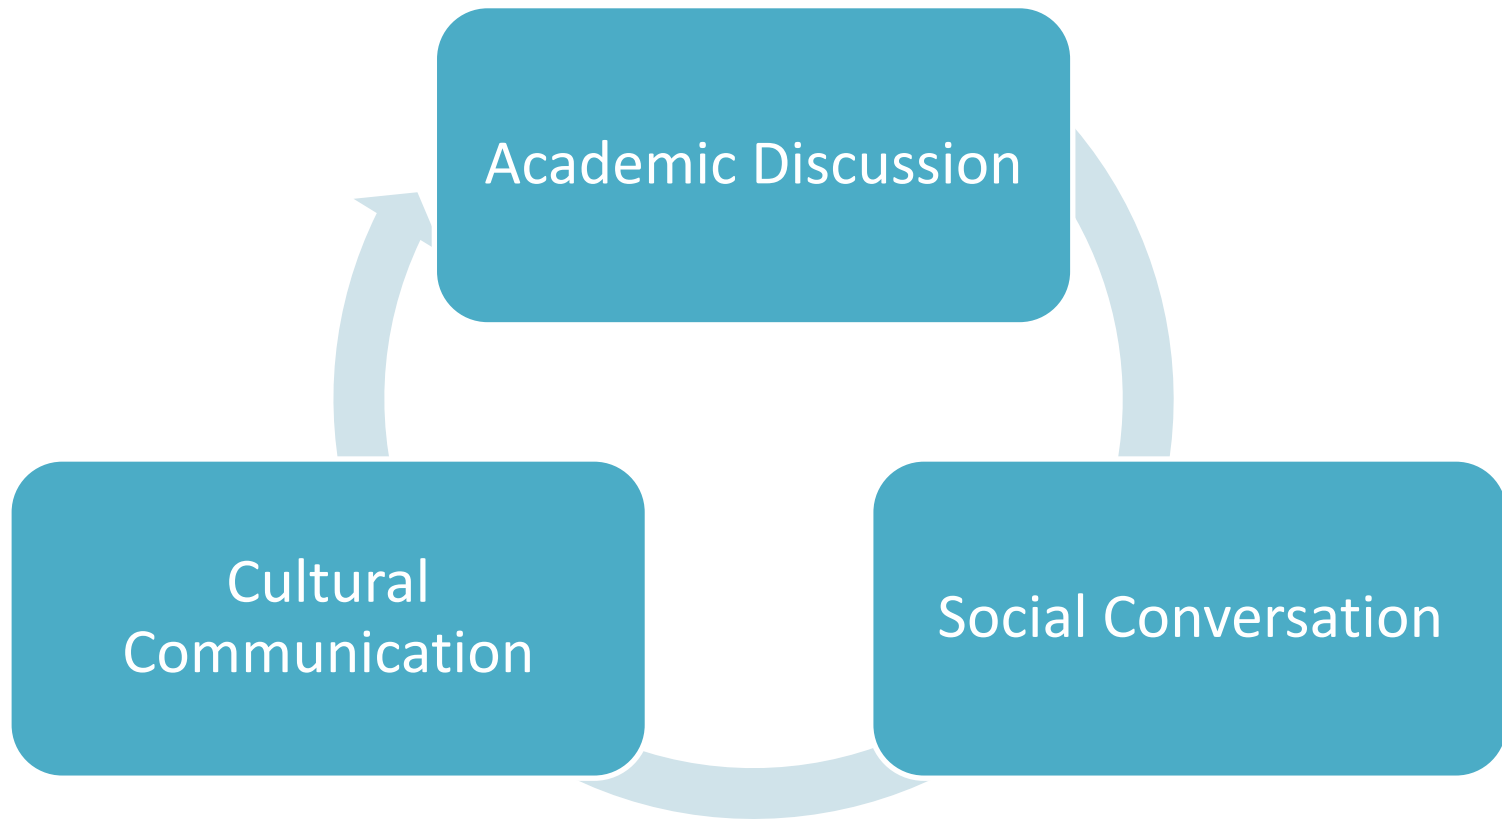 Academic Discussion
Social Conversation
Cultural
Communication